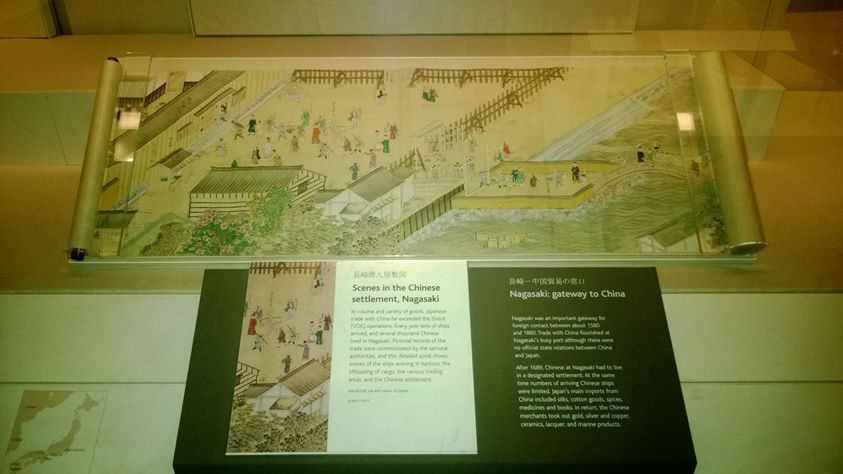 長崎唐人屋敷図
Scenes in the Chinese
settlement, Nagasaki
In volume and variety of goods, Japanese
trade with China far exceeded the Dutch
(VOC) operations. Every year tens of ships
arrived, and several thousand Chinese
lived in Nagasaki. Pictorial records of the
trade were commissioned by the samurai
authorities, and this detailed scroll shows
scenes of the ships arriving in harbour, the
offloading of cargo, the various trading
areas, and the Chinese settlement.
Handscroll, ink and colour on paper
長崎－中国貿易の窓口
Nagasaki: gateway to China
Nagasaki was an important gateway for
foreign contact between about 1580
and 1860. Trade with China flourished at
Nagasaki's busy port although there were
no official state relations between China
and Japan.
After 1689, Chinese at Nagasaki had to live
in a designated settlement. At the same
time numbers of arriving Chinese ships
were limited. Japan's main imports from
China included silks, cotton goods, spices,
medicines and books. In return, the Chinese
merchants took out gold, silver and copper,
ceramics, lacquer, and marine products.